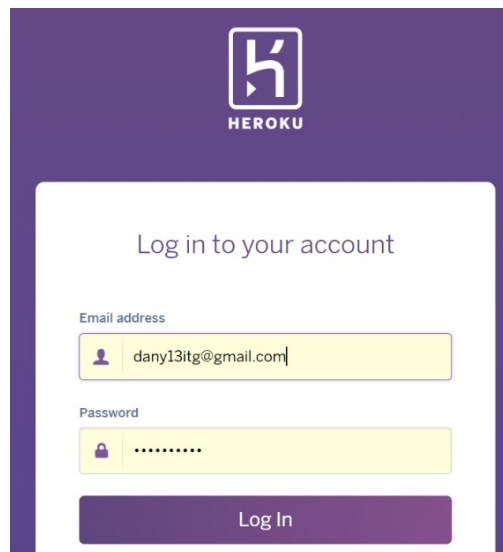 HEROKU
Log in to your account
Email address
dany13itg@gmail.com
Password
••••••••••
Log In